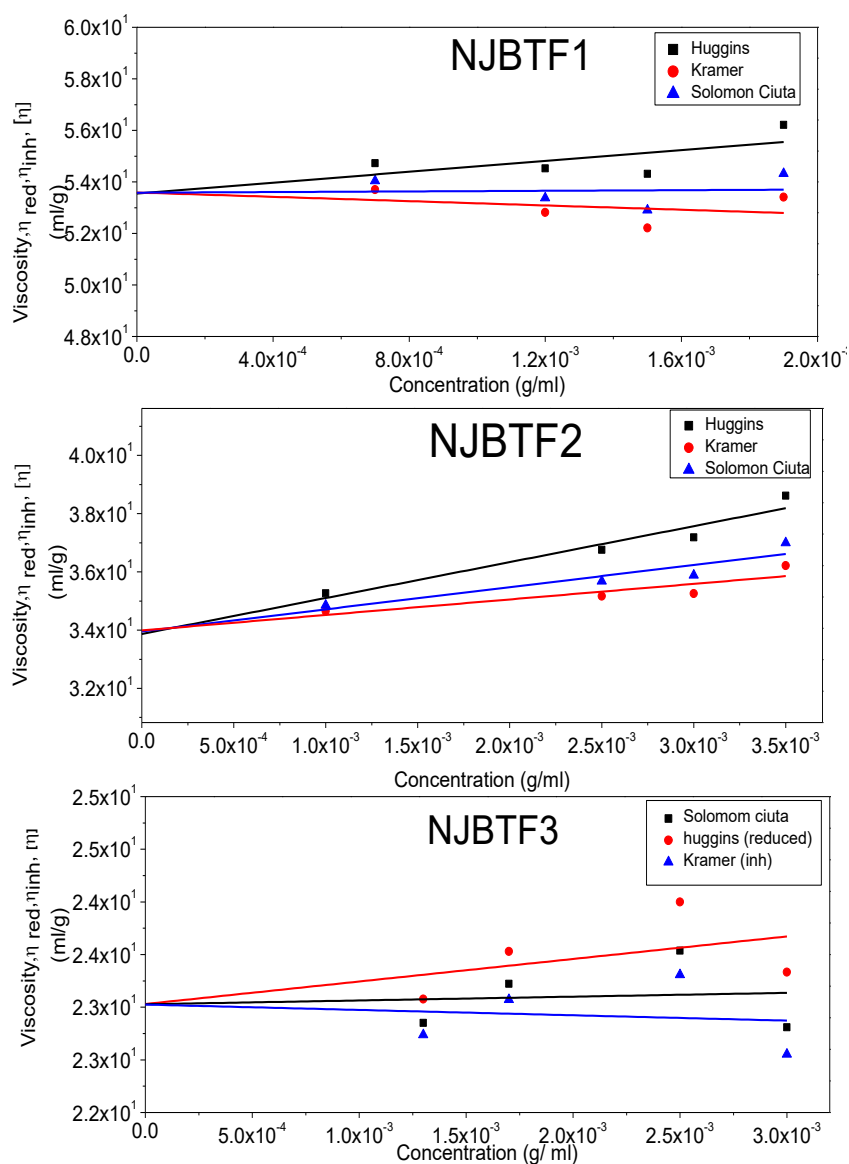 NJBTF1
Huggins
Kramer
Solomon Ciuta
6.0x10¹
5.8x10¹
5.6x10¹
5.4x10¹
5.2x10¹
5.0x10¹
4.8x10¹
Viscosity,η red,ηinh, [η]
(ml/g)
0.0 4.0x10⁻⁴ 8.0x10⁻⁴ 1.2x10⁻³ 1.6x10⁻³ 2.0x10⁻³
Concentration (g/ml)
NJBTF2
Huggins
Kramer
Solomon Ciuta
4.0x10¹
3.8x10¹
3.6x10¹
3.4x10¹
3.2x10¹
Viscosity,η red,ηinh, [η]
(ml/g)
0.0 5.0x10⁻⁴ 1.0x10⁻³ 1.5x10⁻³ 2.0x10⁻³ 2.5x10⁻³ 3.0x10⁻³ 3.5x10⁻³
Concentration (g/ml)
NJBTF3
Solomom ciuta
huggins (reduced)
Kramer (inh)
2.5x10¹
2.5x10¹
2.4x10¹
2.4x10¹
2.3x10¹
2.3x10¹
2.2x10¹
Viscosity,η red,ηinh, [η]
(ml/g)
0.0 5.0x10⁻⁴ 1.0x10⁻³ 1.5x10⁻³ 2.0x10⁻³ 2.5x10⁻³ 3.0x10⁻³
Concentration (g/ ml)